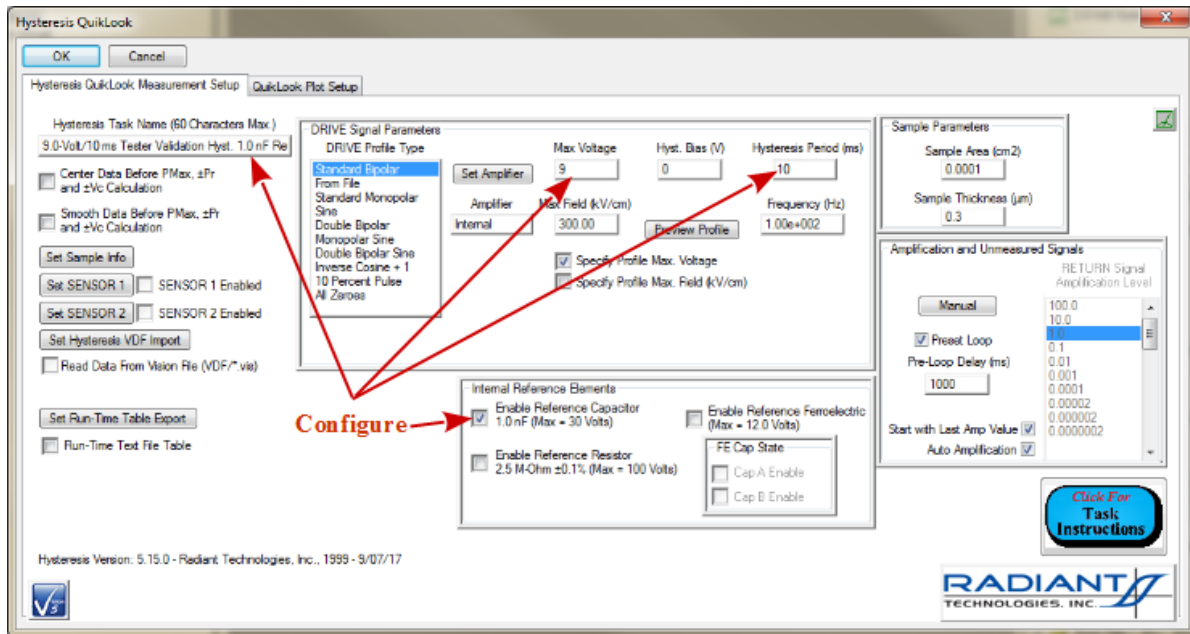 Hysteresis QuikLook
OK
Cancel
Hysteresis QuikLook Measurement Setup
QuikLook Plot Setup
Hysteresis Task Name (60 Characters Max.)
9.0-Volt/10 ms Tester Validation Hyst. 1.0 nF Re
Center Data Before PMax, ±Pr
and ±Vc Calculation
Smooth Data Before PMax, ±Pr
and ±Vc Calculation
Set Sample Info
Set SENSOR 1
SENSOR 1 Enabled
Set SENSOR 2
SENSOR 2 Enabled
Set Hysteresis VDF Import
Read Data From Vision File (VDF/*.vis)
Set Run-Time Table Export
Run-Time Text File Table
DRIVE Signal Parameters
DRIVE Profile Type
Standard Bipolar
From File
Standard Monopolar
Sine
Double Bipolar
Monopolar Sine
Double Bipolar Sine
Inverse Cosine + 1
10 Percent Pulse
All Zeroes
Set Amplifier
Amplifier
Internal
Max Voltage
9
Hyst. Bias (V)
0
Hysteresis Period (ms)
10
Max Field (kV/cm)
300.00
Preview Profile
Frequency (Hz)
1.00e+002
Specify Profile Max. Voltage
Specify Profile Max. Field (kV/cm)
Configure
Internal Reference Elements
Enable Reference Capacitor
1.0 nF (Max = 30 Volts)
Enable Reference Resistor
2.5 M-Ohm ±0.1% (Max = 100 Volts)
Enable Reference Ferroelectric
(Max = 12.0 Volts)
FE Cap State
Cap A Enable
Cap B Enable
Sample Parameters
Sample Area (cm2)
0.0001
Sample Thickness (µm)
0.3
Amplification and Unmeasured Signals
RETURN Signal
Amplification Level
Manual
Preset Loop
Pre-Loop Delay (ms)
1000
Start with Last Amp Value
Auto Amplification
100.0
10.0
1.0
0.1
0.01
0.001
0.0001
0.00002
0.000002
0.0000002
Click For
Task
Instructions
Hysteresis Version: 5.15.0 - Radiant Technologies, Inc., 1999 - 9/07/17
RADIANT
TECHNOLOGIES, INC.